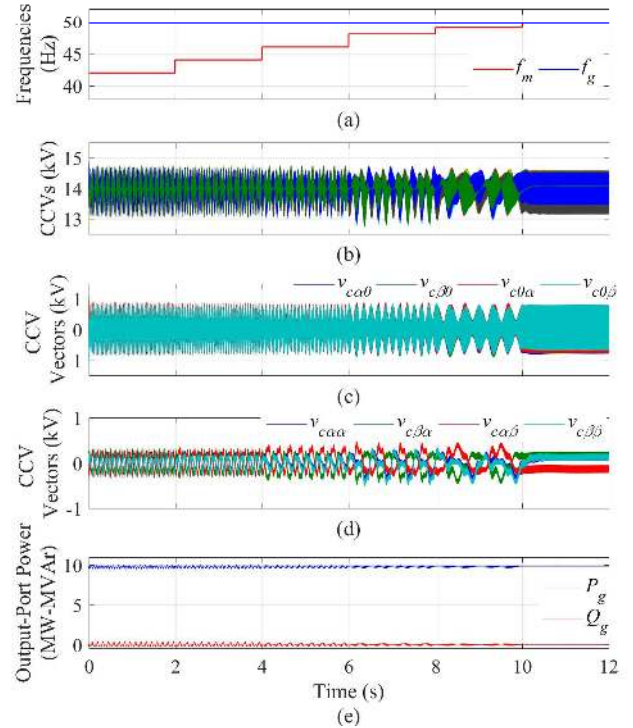 Frequencies
(Hz)
50
45
40
f_m f_g
(a)
CCVs (kV)
15
14
13
(b)
CCV
Vectors (kV)
1
0
1
v_cα0 v_cβ0 v_c0α v_c0β
(c)
CCV
Vectors (kV)
1
0
-1
v_cαα v_cβα v_cαβ v_cββ
(d)
Output-Port Power
(MW-MVAr)
10
5
0
P_g
Q_g
0 2 4 6 8 10 12
Time (s)
(e)